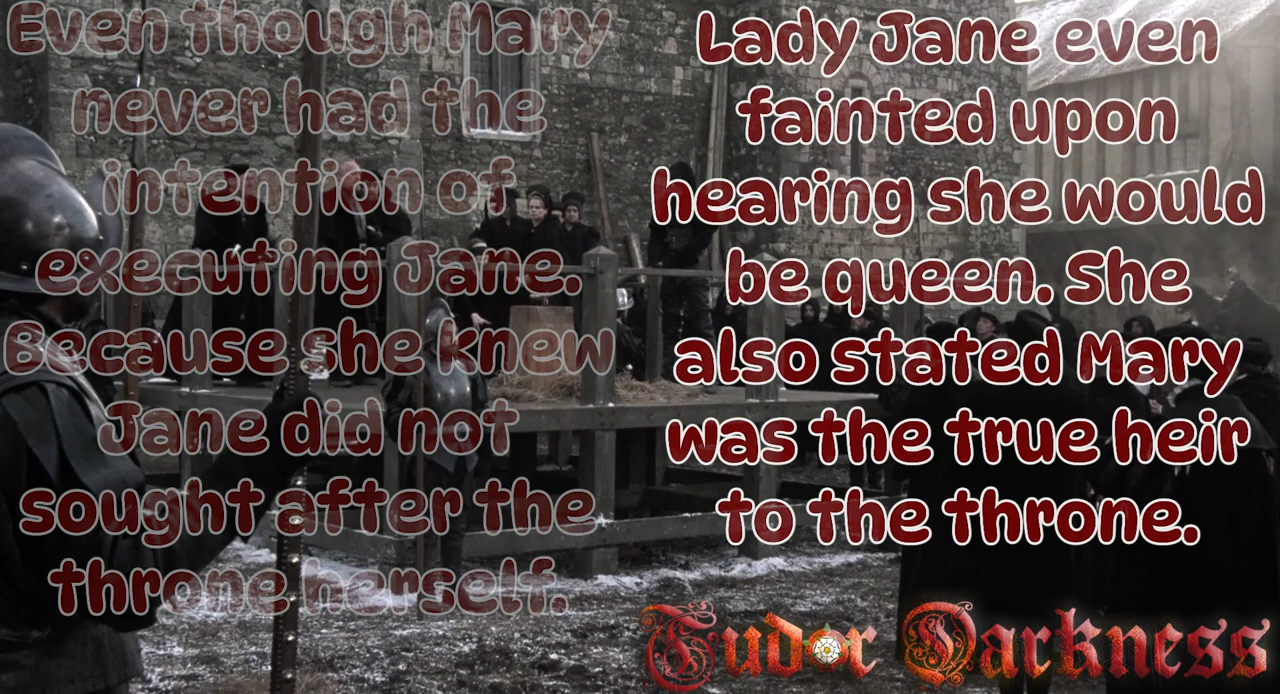 Even though Mary
never had the
intention of
executing Jane.
Because she knew
Jane did not
sought after the
throne herself.
Lady Jane even
fainted upon
hearing she would
be queen. She
also stated Mary
was the true heir
to the throne.
Tudor Darkness